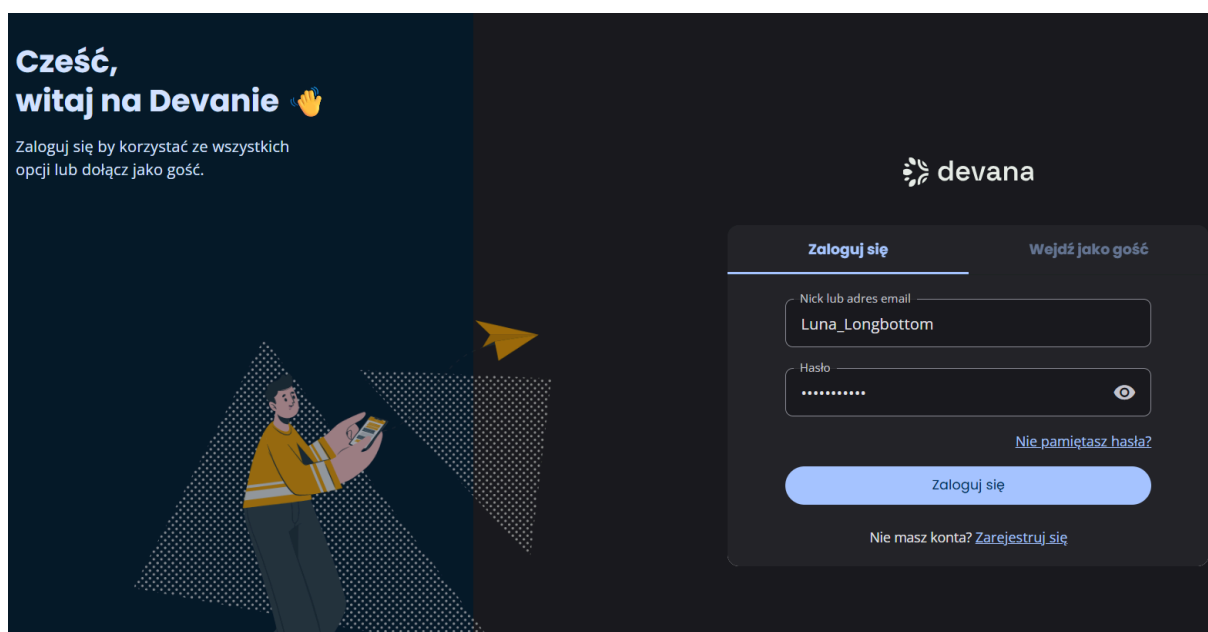 Cześć,
witaj na Devanie 👋
Zaloguj się by korzystać ze wszystkich
opcji lub dołącz jako gość.
devana
Zaloguj się
Wejdź jako gość
Nick lub adres email
Luna_Longbottom
Hasło
•••••••••••
Nie pamiętasz hasła?
Zaloguj się
Nie masz konta? Zarejestruj się